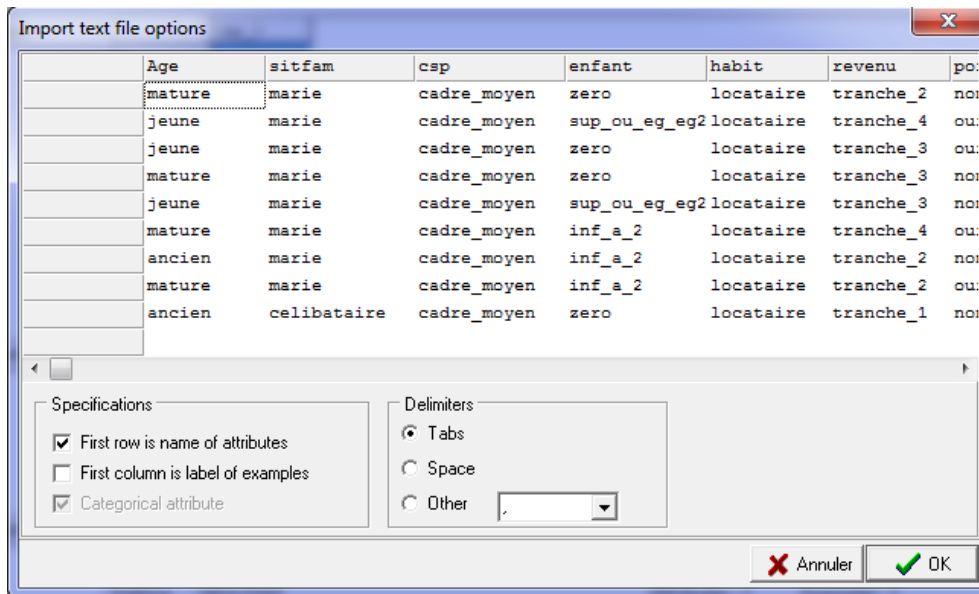 Import text file options
Age sitfam csp enfant habit revenu
mature marie cadre_moyen zero locataire tranche_2
jeune marie cadre_moyen sup_ou_eg_eg2 locataire tranche_4
jeune marie cadre_moyen zero locataire tranche_3
mature marie cadre_moyen zero locataire tranche_3
jeune marie cadre_moyen sup_ou_eg_eg2 locataire tranche_3
mature marie cadre_moyen inf_a_2 locataire tranche_4
ancien marie cadre_moyen inf_a_2 locataire tranche_2
mature marie cadre_moyen inf_a_2 locataire tranche_2
ancien celibataire cadre_moyen zero locataire tranche_1
Specifications
First row is name of attributes
First column is label of examples
Categorical attribute
Delimiters
Tabs
Space
Other ,
Annuler OK